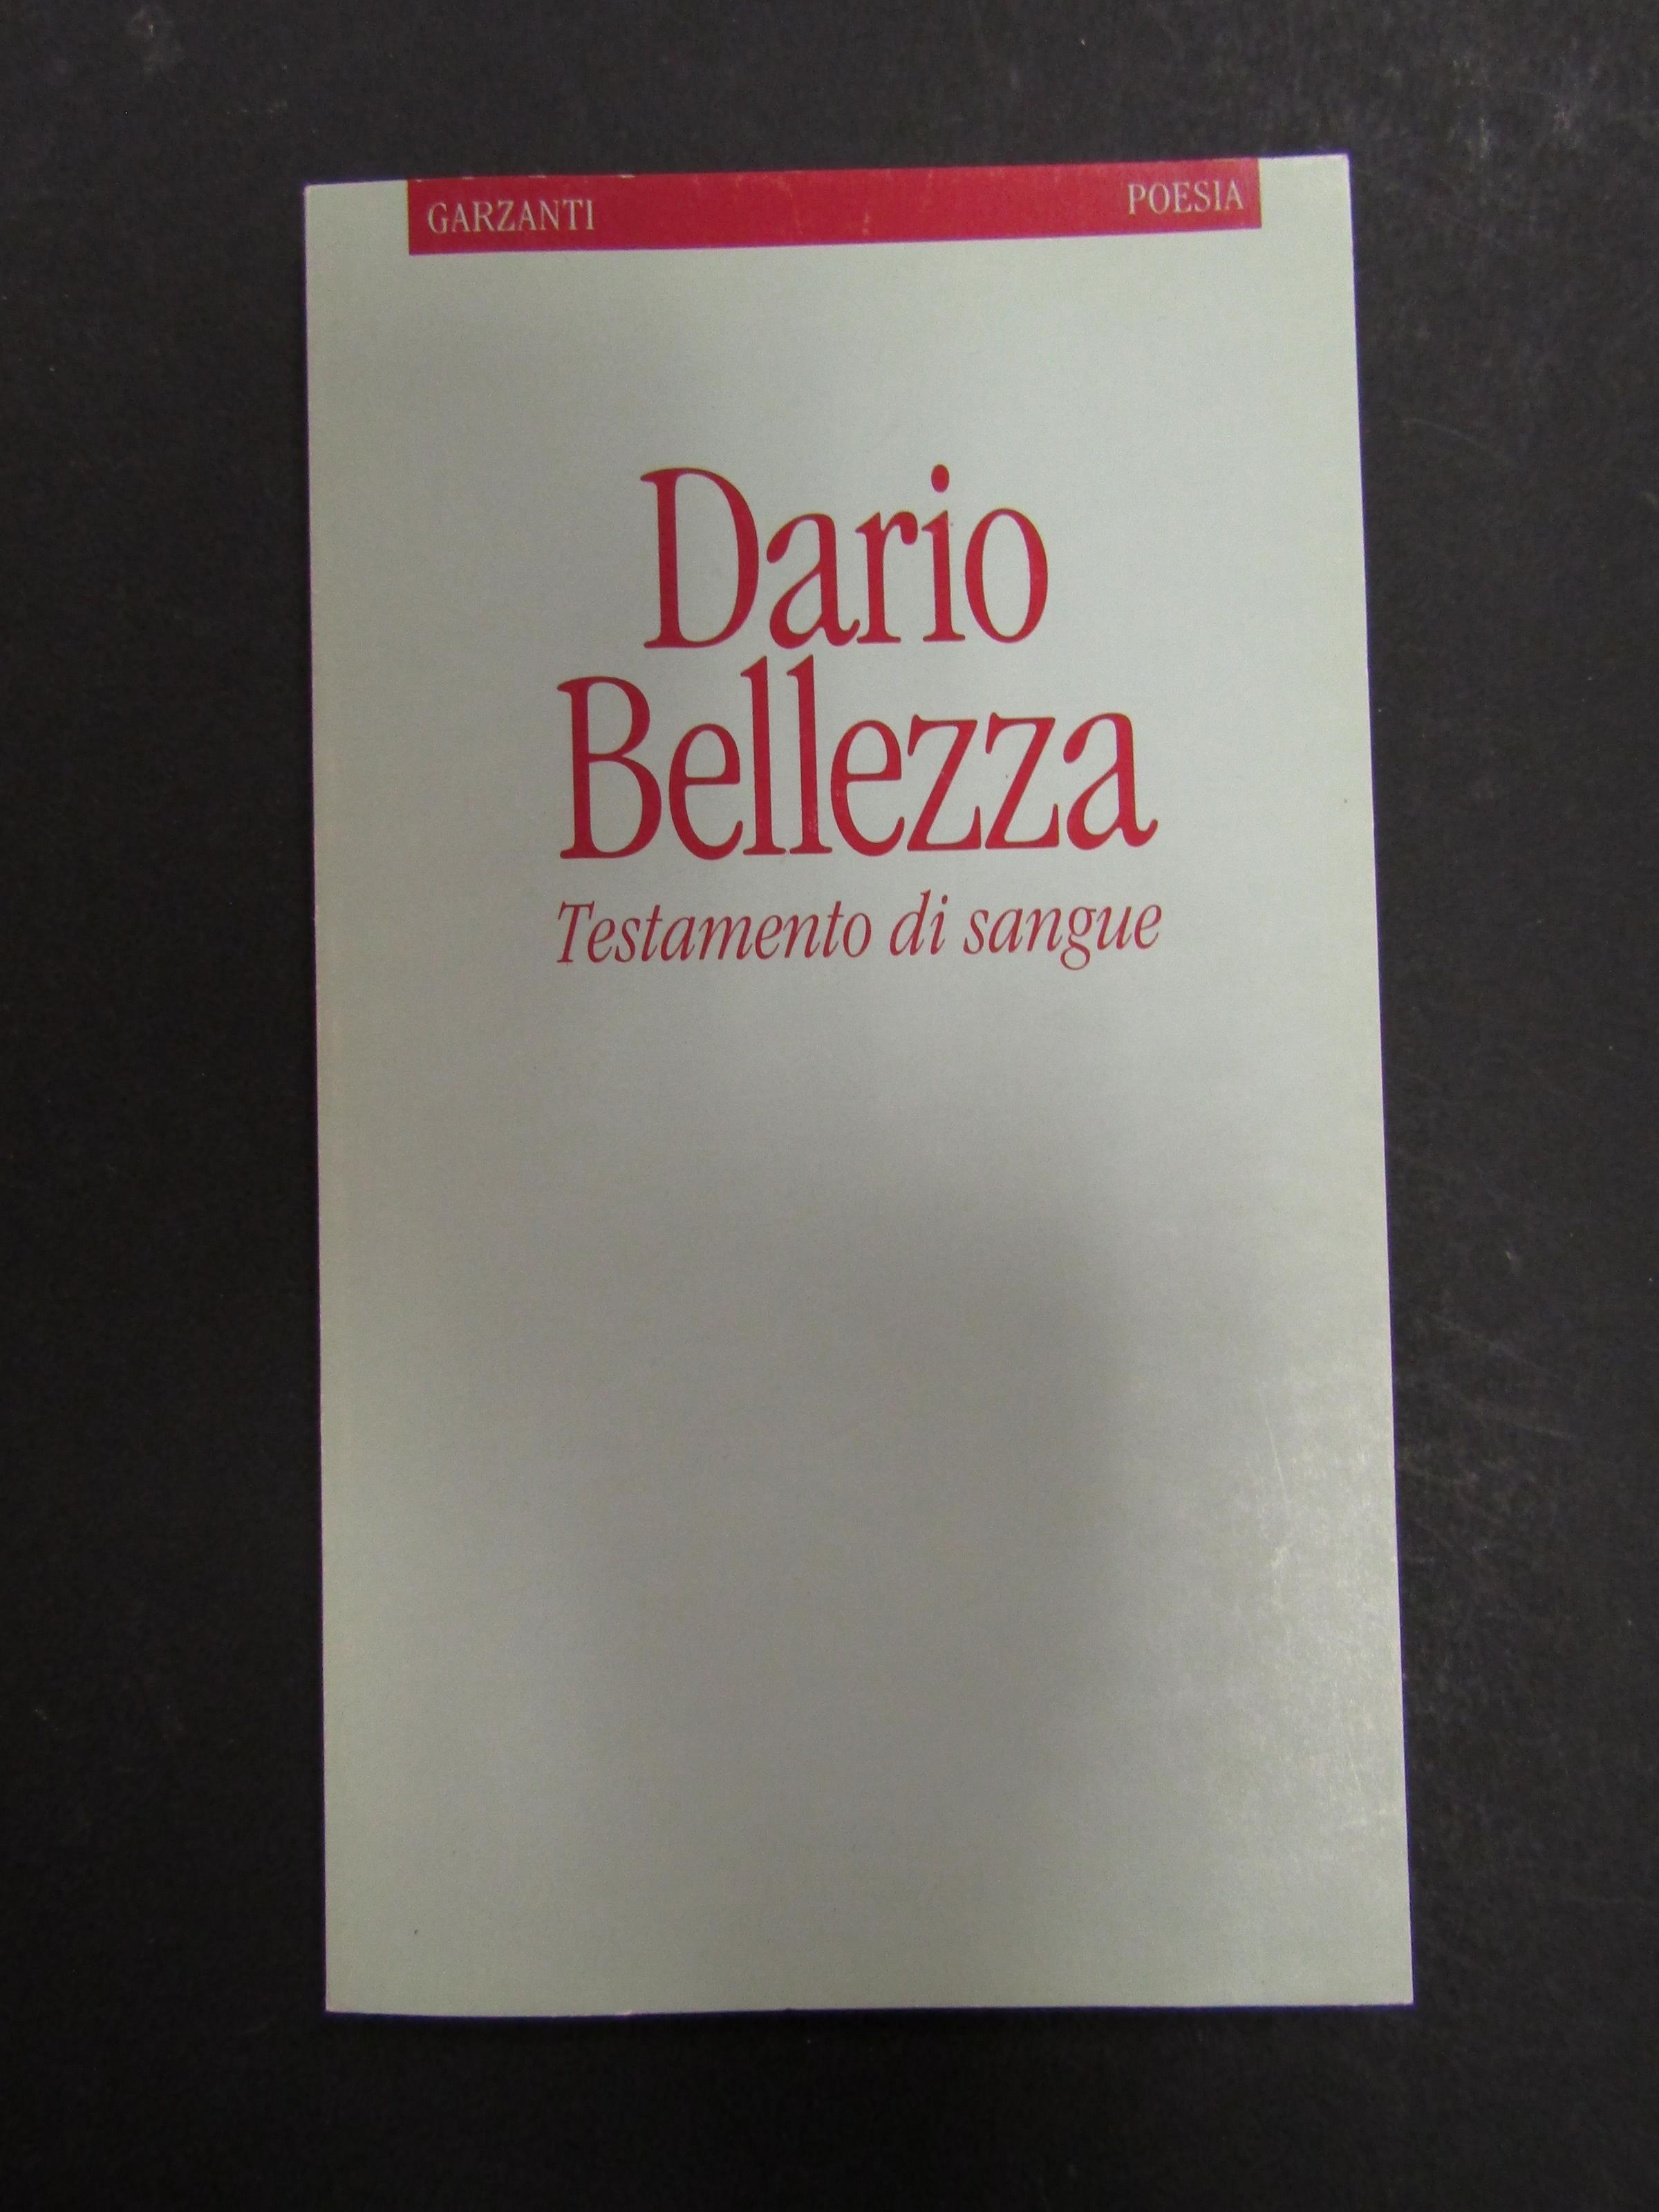 GARZANTI POESIA
Dario
Bellezza
Testamento di sangue